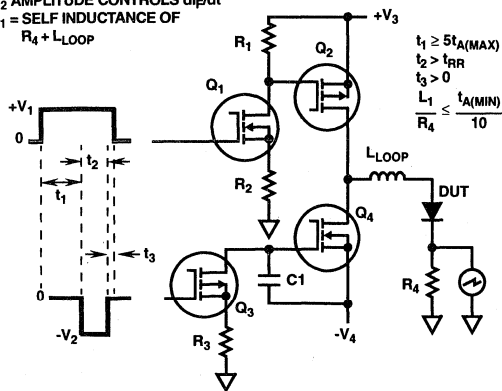 2 AMPLITUDE CONTROLS dIF/dt
1 = SELF INDUCTANCE OF
R4 + LLOOP
+V3
R1
Q2
t1 ≥ 5tA(MAX)
t2 > tRR
t3 > 0
L1
R4
≤
tA(MIN)
10
Q1
+V1
0
t2
t1
LLOOP
DUT
R2
Q4
t3
C1
R4
0
-V2
Q3
R3
-V4